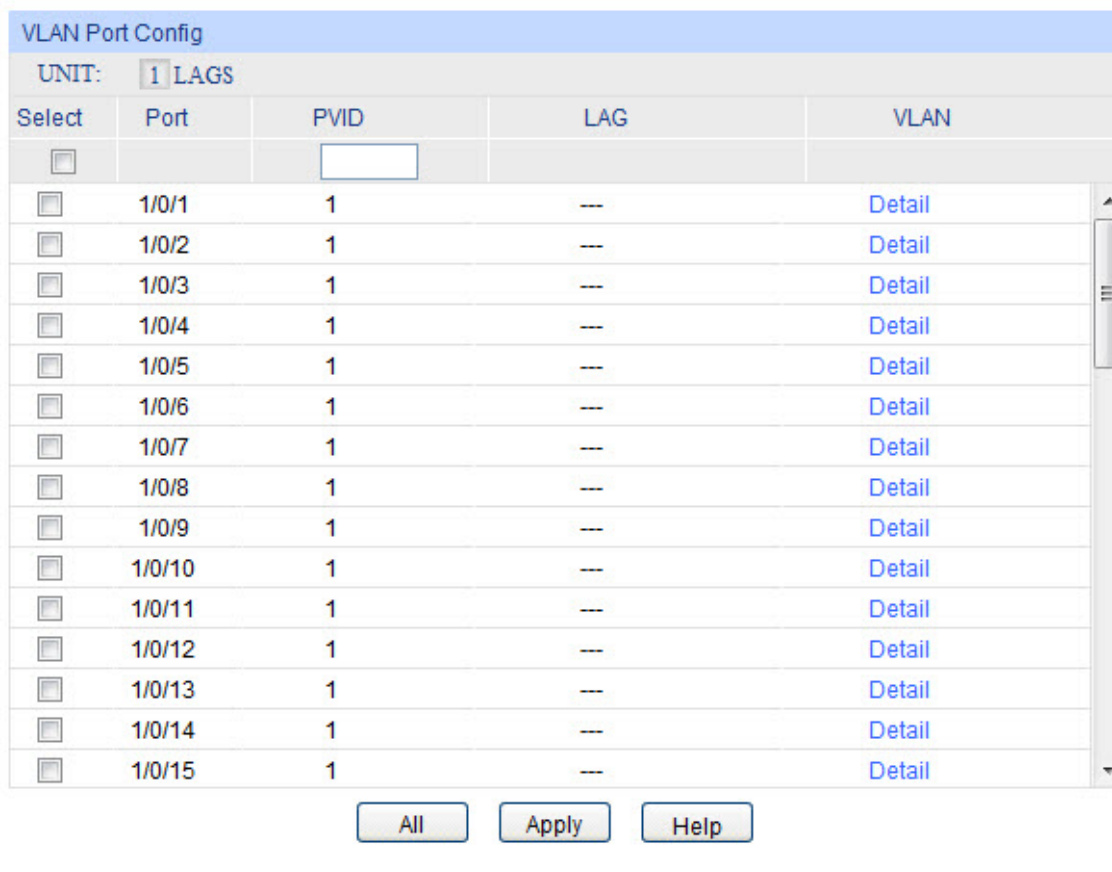 VLAN Port Config
UNIT: 1 LAGS
Select Port PVID LAG VLAN
1/0/1 1 --- Detail
1/0/2 1 --- Detail
1/0/3 1 --- Detail
1/0/4 1 --- Detail
1/0/5 1 --- Detail
1/0/6 1 --- Detail
1/0/7 1 --- Detail
1/0/8 1 --- Detail
1/0/9 1 --- Detail
1/0/10 1 --- Detail
1/0/11 1 --- Detail
1/0/12 1 --- Detail
1/0/13 1 --- Detail
1/0/14 1 --- Detail
1/0/15 1 --- Detail
All Apply Help